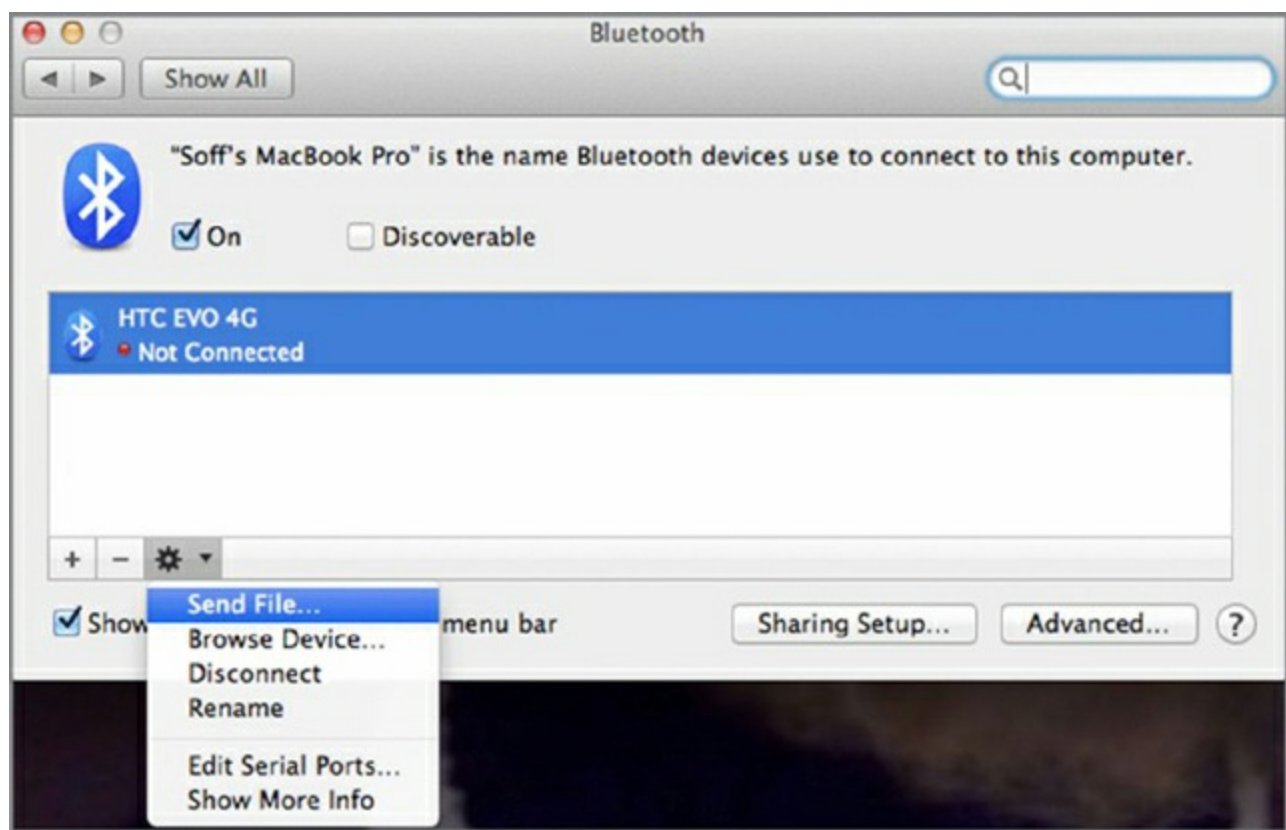 Bluetooth
Show All
"Soff's MacBook Pro" is the name Bluetooth devices use to connect to this computer.
On Discoverable
HTC EVO 4G
Not Connected
+ −
Show menu bar Sharing Setup... Advanced... ?
Send File...
Browse Device...
Disconnect
Rename
Edit Serial Ports...
Show More Info